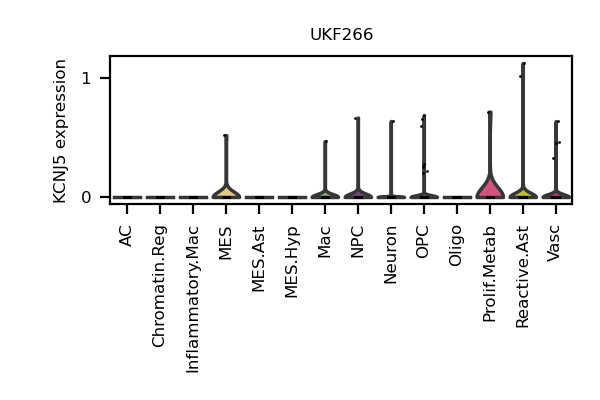 UKF266
KCNJ5 expression
1
0
AC
Chromatin.Reg
Inflammatory.Mac
MES
MES.Ast
MES.Hyp
Mac
NPC
Neuron
OPC
Oligo
Prolif.Metab
Reactive.Ast
Vasc